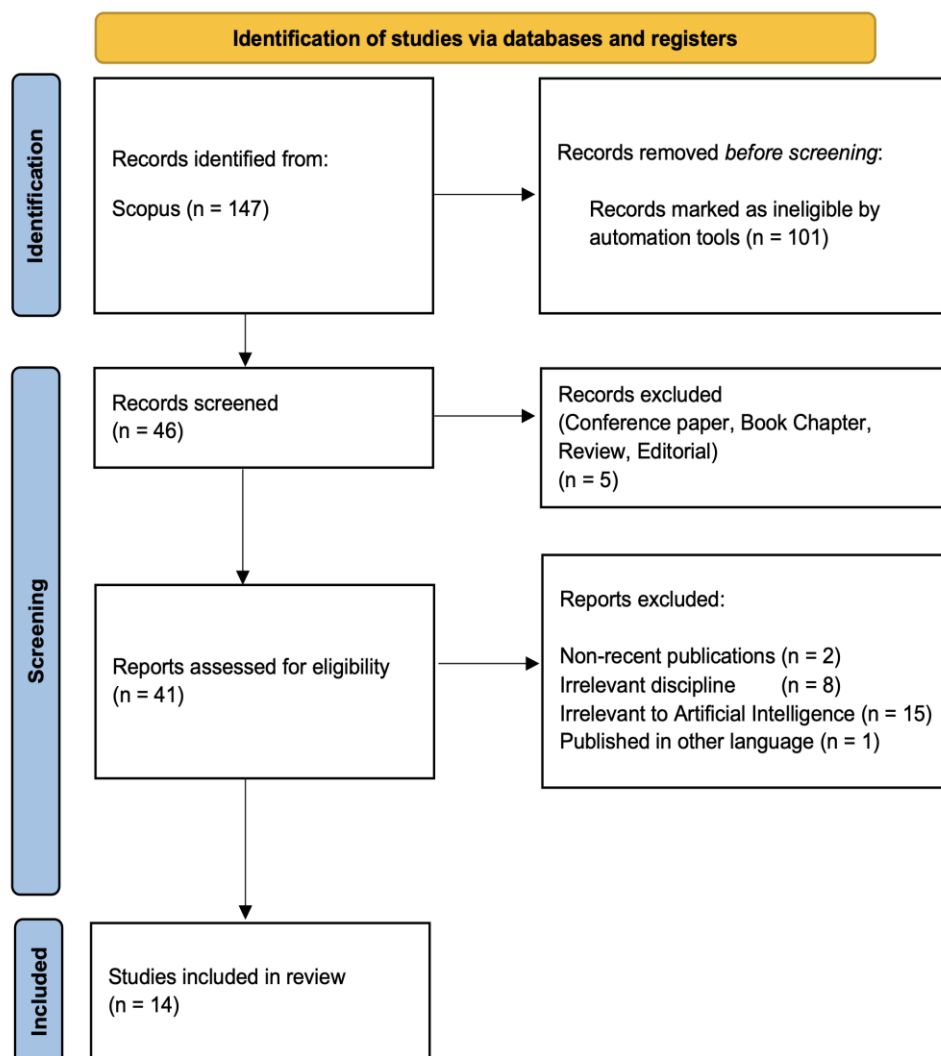 Identification of studies via databases and registers
Identification
Records identified from:
Scopus (n = 147)
Records removed before screening:
Records marked as ineligible by
automation tools (n = 101)
Screening
Records screened
(n = 46)
Records excluded
(Conference paper, Book Chapter,
Review, Editorial)
(n = 5)
Reports assessed for eligibility
(n = 41)
Reports excluded:
Non-recent publications (n = 2)
Irrelevant discipline (n = 8)
Irrelevant to Artificial Intelligence (n = 15)
Published in other language (n = 1)
Included
Studies included in review
(n = 14)